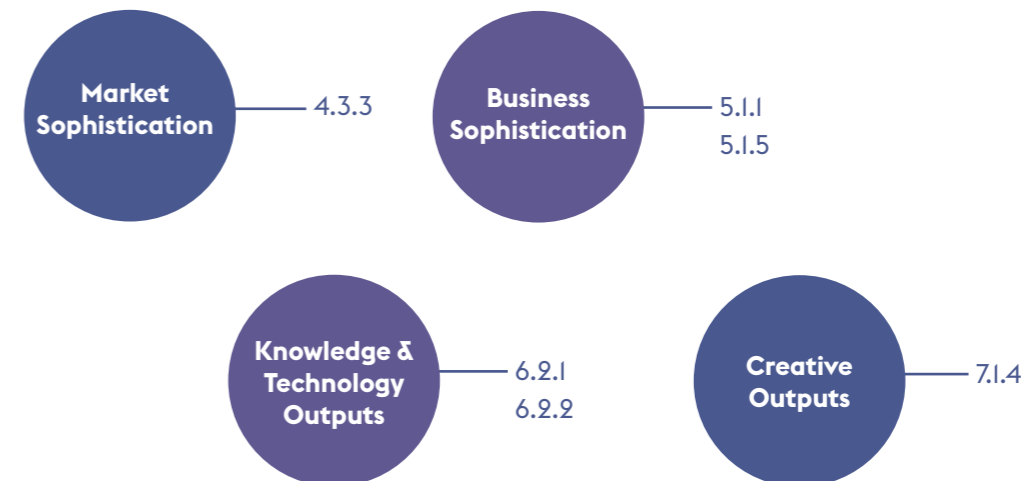 Market
Sophistication
4.3.3
Business
Sophistication
5.1.1
5.1.5
Knowledge &
Technology
Outputs
6.2.1
6.2.2
Creative
Outputs
7.1.4